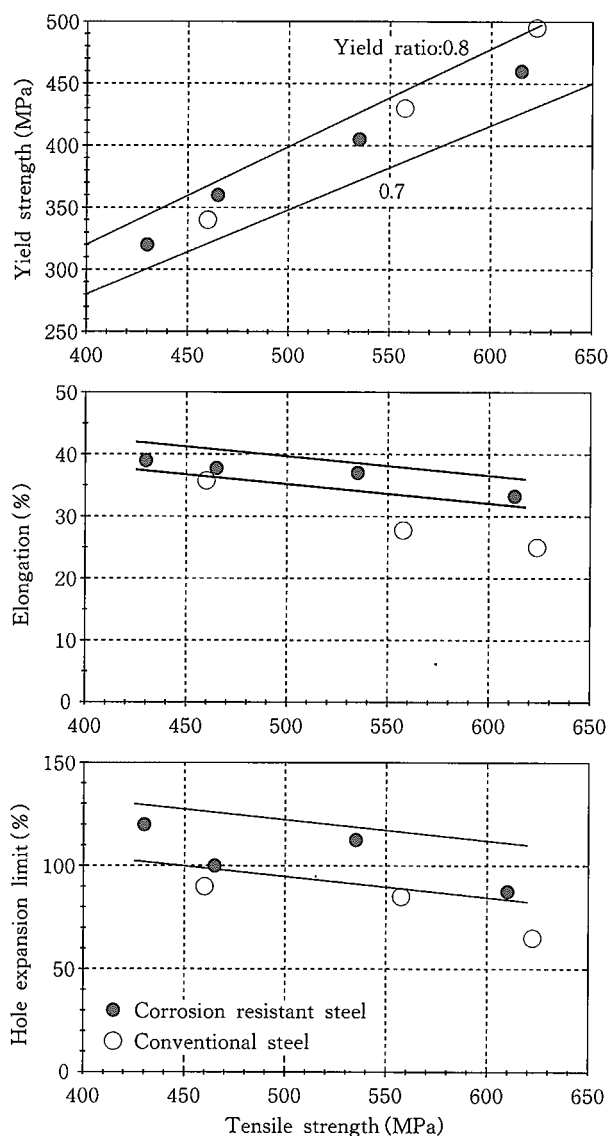 500
Yield ratio:0.8
450
400
350
0.7
300
250
Yield strength (MPa)
400 450 500 550 600 650
50
40
30
20
10
0
Elongation (%)
400 450 500 550 600 650
150
100
50
0
Hole expansion limit (%)
Corrosion resistant steel
Conventional steel
400 450 500 550 600 650
Tensile strength (MPa)